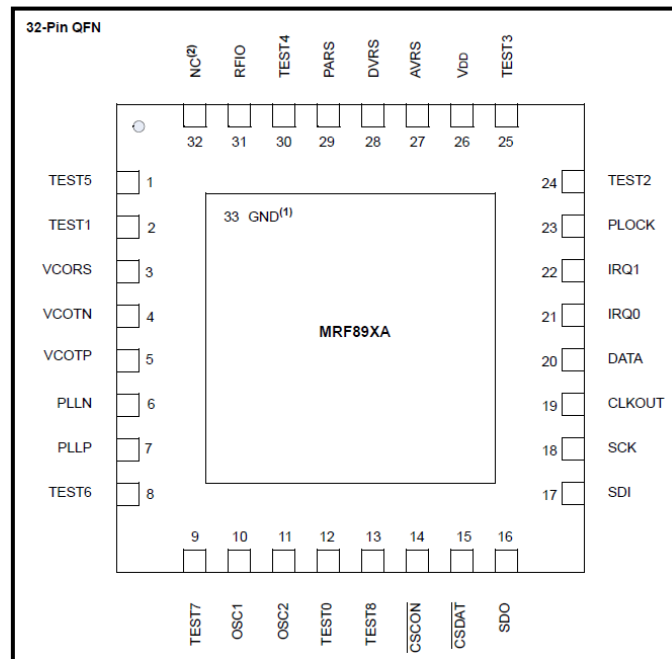 32-Pin QFN
NC(2) RFIO TEST4 PARS DVRS AVRS VDD TEST3
32 31 30 29 28 27 26 25
TEST5 1
TEST1 2
VCORS 3
VCOTN 4
VCOTP 5
PLLN 6
PLLP 7
TEST6 8
33 GND(1)
MRF89XA
24 TEST2
23 PLOCK
22 IRQ1
21 IRQ0
20 DATA
19 CLKOUT
18 SCK
17 SDI
9 10 11 12 13 14 15 16
TEST7 OSC1 OSC2 TEST0 TEST8 CSCON CSDAT SDO